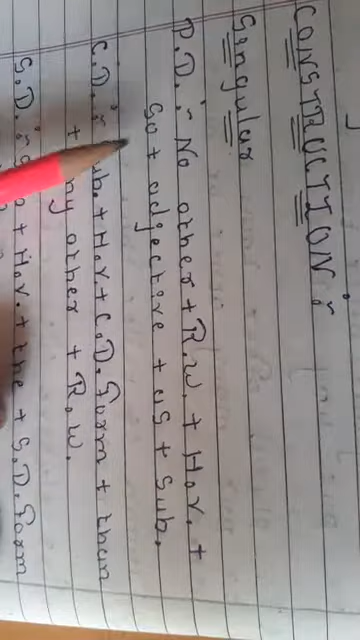 CONSTRUCTION:
Singular
P.D.: No other + R.W. + H.V. +
so + adjective + as + Sub.
C.D.: Sub. + H.V. + C.D. form + than
+ any other + R.W.
S.D.: + H.V. + the + S.D. form